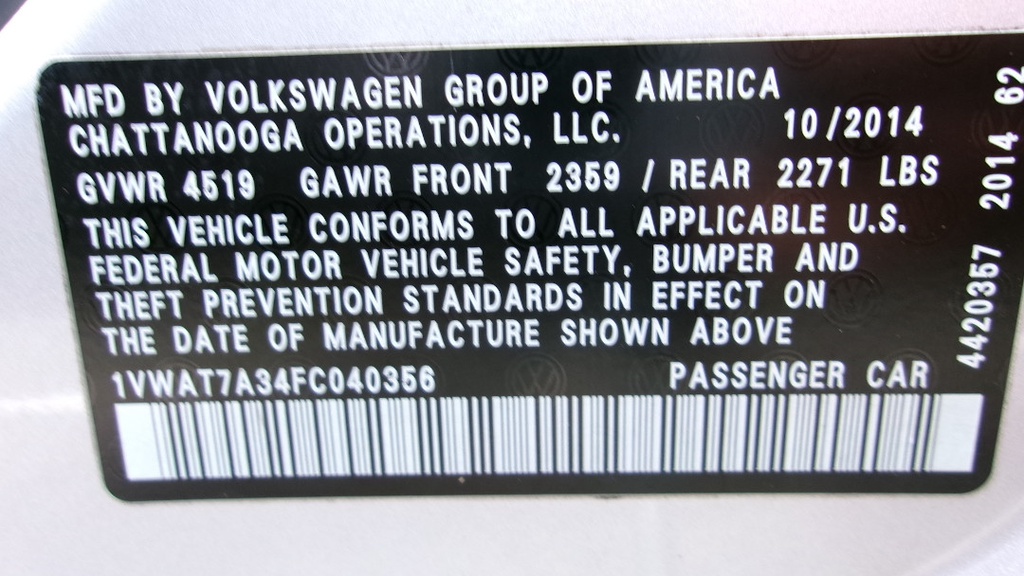 MFD BY VOLKSWAGEN GROUP OF AMERICA
CHATTANOOGA OPERATIONS, LLC. 10/2014
GVWR 4519 GAWR FRONT 2359 / REAR 2271 LBS
THIS VEHICLE CONFORMS TO ALL APPLICABLE U.S.
FEDERAL MOTOR VEHICLE SAFETY, BUMPER AND
THEFT PREVENTION STANDARDS IN EFFECT ON
THE DATE OF MANUFACTURE SHOWN ABOVE
1VWAT7A34FC040356 PASSENGER CAR
4420357 2014 62